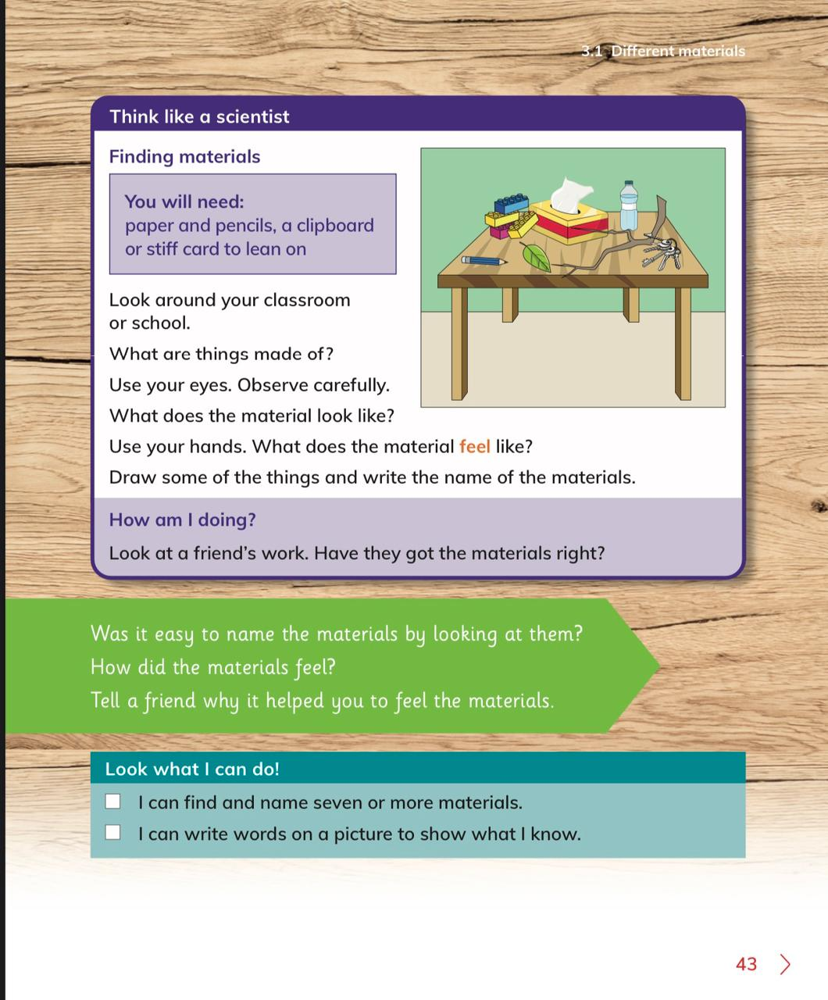 3.1 Different materials
Think like a scientist
Finding materials
You will need:
paper and pencils, a clipboard
or stiff card to lean on
Look around your classroom
or school.
What are things made of?
Use your eyes. Observe carefully.
What does the material look like?
Use your hands. What does the material feel like?
Draw some of the things and write the name of the materials.
How am I doing?
Look at a friend’s work. Have they got the materials right?
Was it easy to name the materials by looking at them?
How did the materials feel?
Tell a friend why it helped you to feel the materials.
Look what I can do!
I can find and name seven or more materials.
I can write words on a picture to show what I know.
43